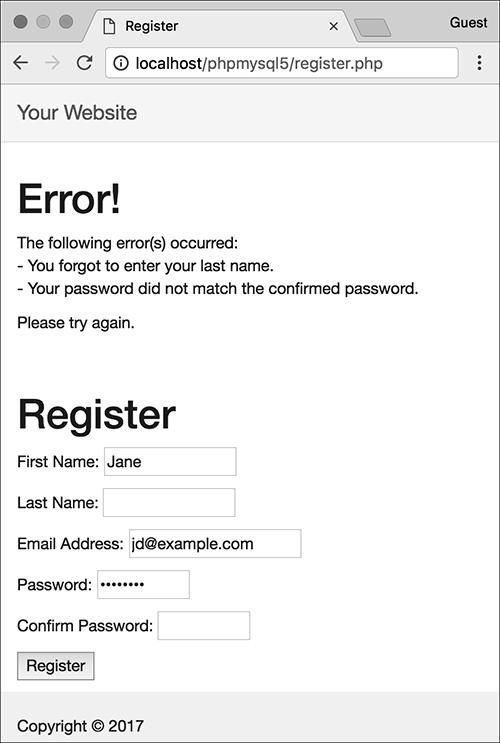 Register
Guest
localhost/phpmysql5/register.php
Your Website
Error!
The following error(s) occurred:
- You forgot to enter your last name.
- Your password did not match the confirmed password.
Please try again.
Register
First Name: Jane
Last Name:
Email Address: jd@example.com
Password: ••••••••
Confirm Password:
Register
Copyright © 2017